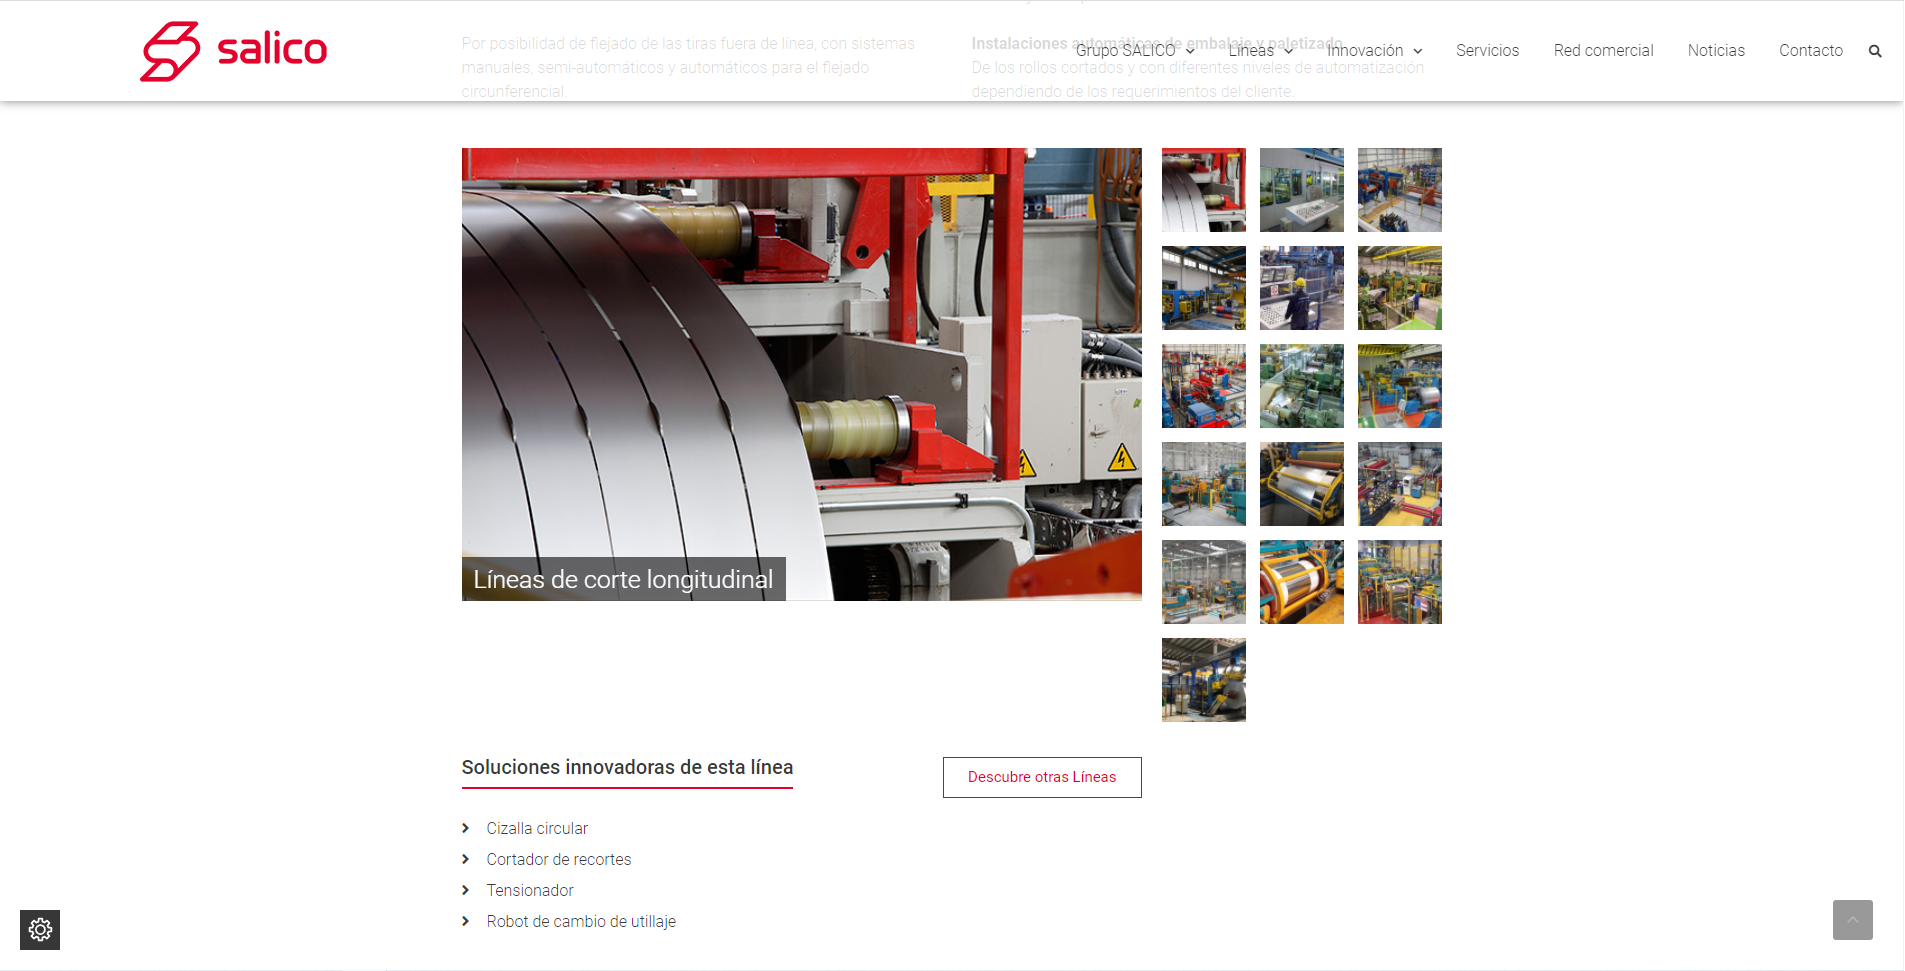 salico
Grupo SALICO
Líneas
Innovación
Servicios
Red comercial
Noticias
Contacto
Por posibilidad de flejado de las tiras fuera de línea, con sistemas
manuales, semi-automáticos y automáticos para el flejado
circunferencial.
Instalaciones automáticas de embalaje y paletizado
De los rollos cortados y con diferentes niveles de automatización
dependiendo de los requerimientos del cliente.
Líneas de corte longitudinal
Soluciones innovadoras de esta línea
Descubre otras Líneas
Cizalla circular
Cortador de recortes
Tensionador
Robot de cambio de utillaje